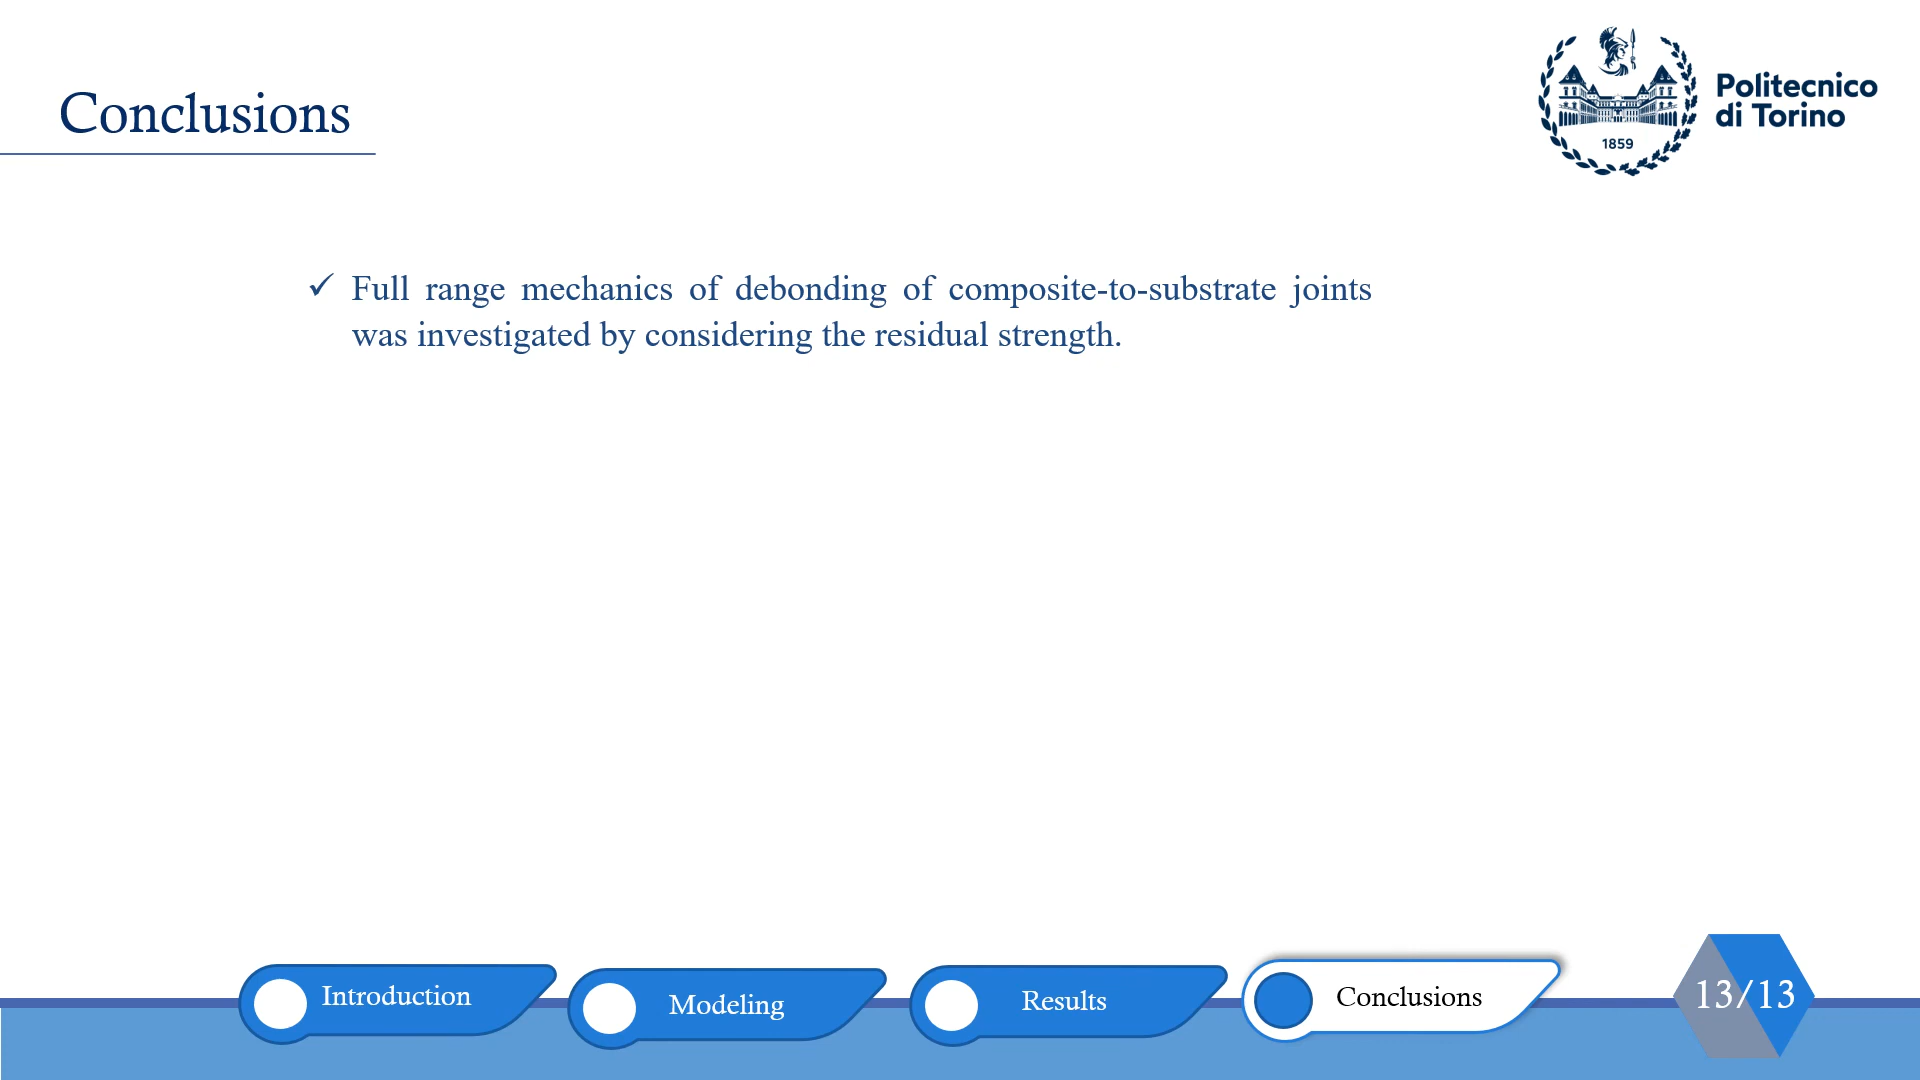 Conclusions
1859
Politecnico
di Torino
✓ Full range mechanics of debonding of composite-to-substrate joints
was investigated by considering the residual strength.
Introduction
Modeling
Results
Conclusions
13/13